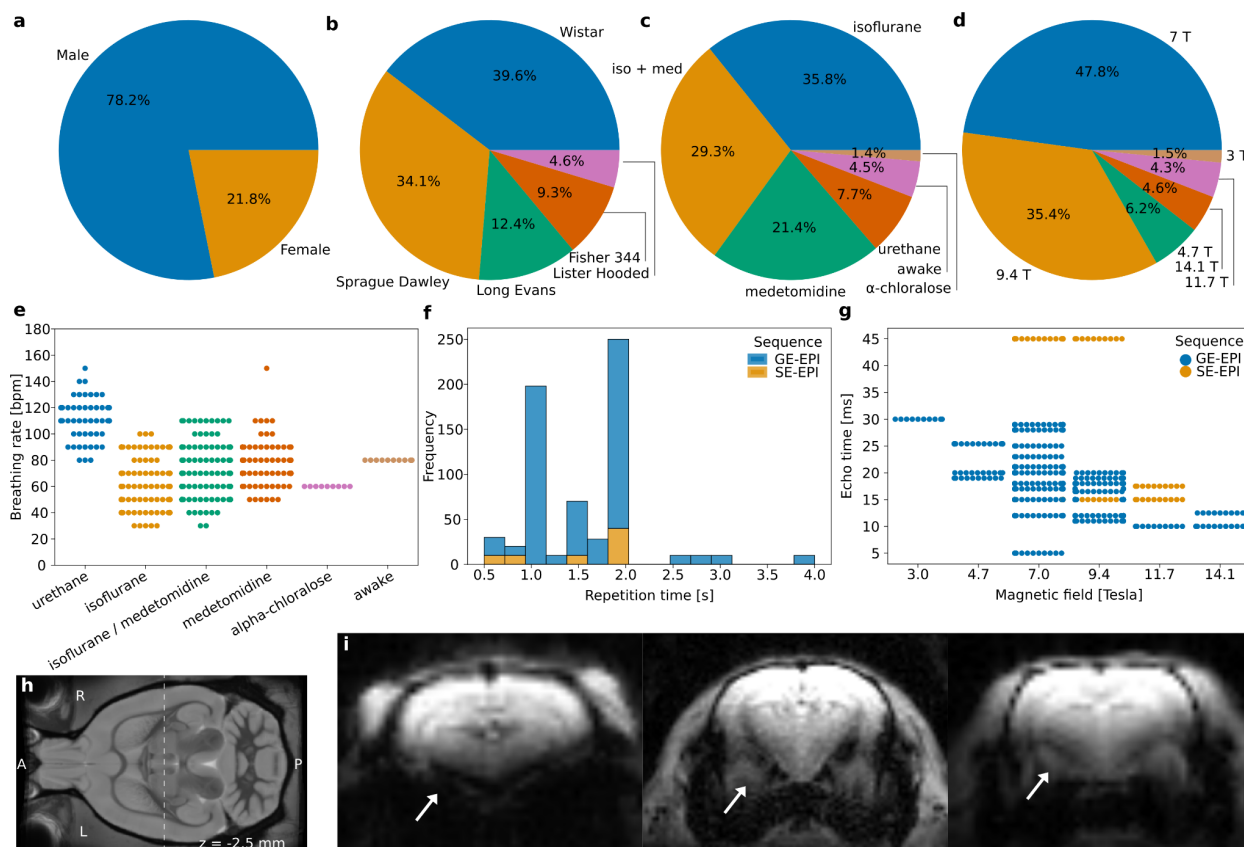 a
Male
78.2%
21.8%
Female
b
Wistar
39.6%
34.1%
12.4%
9.3%
4.6%
Sprague Dawley
Long Evans
Fisher 344
Lister Hooded
c
isoflurane
iso + med
35.8%
29.3%
21.4%
7.7%
4.5%
1.4%
medetomidine
urethane
awake
α-chloralose
d
7 T
47.8%
35.4%
6.2%
4.6%
4.3%
1.5%
3 T
9.4 T
4.7 T
14.1 T
11.7 T
e
Breathing rate [bpm]
180
160
140
120
100
80
60
40
20
0
urethane
isoflurane
isoflurane / medetomidine
medetomidine
alpha-chloralose
awake
f
Frequency
250
200
150
100
50
0
Sequence
GE-EPI
SE-EPI
0.5 1.0 1.5 2.0 2.5 3.0 3.5 4.0
Repetition time [s]
g
Echo time [ms]
45
40
35
30
25
20
15
10
5
Sequence
GE-EPI
SE-EPI
3.0 4.7 7.0 9.4 11.7 14.1
Magnetic field [Tesla]
h
R
A
P
L
z = -2.5 mm
i